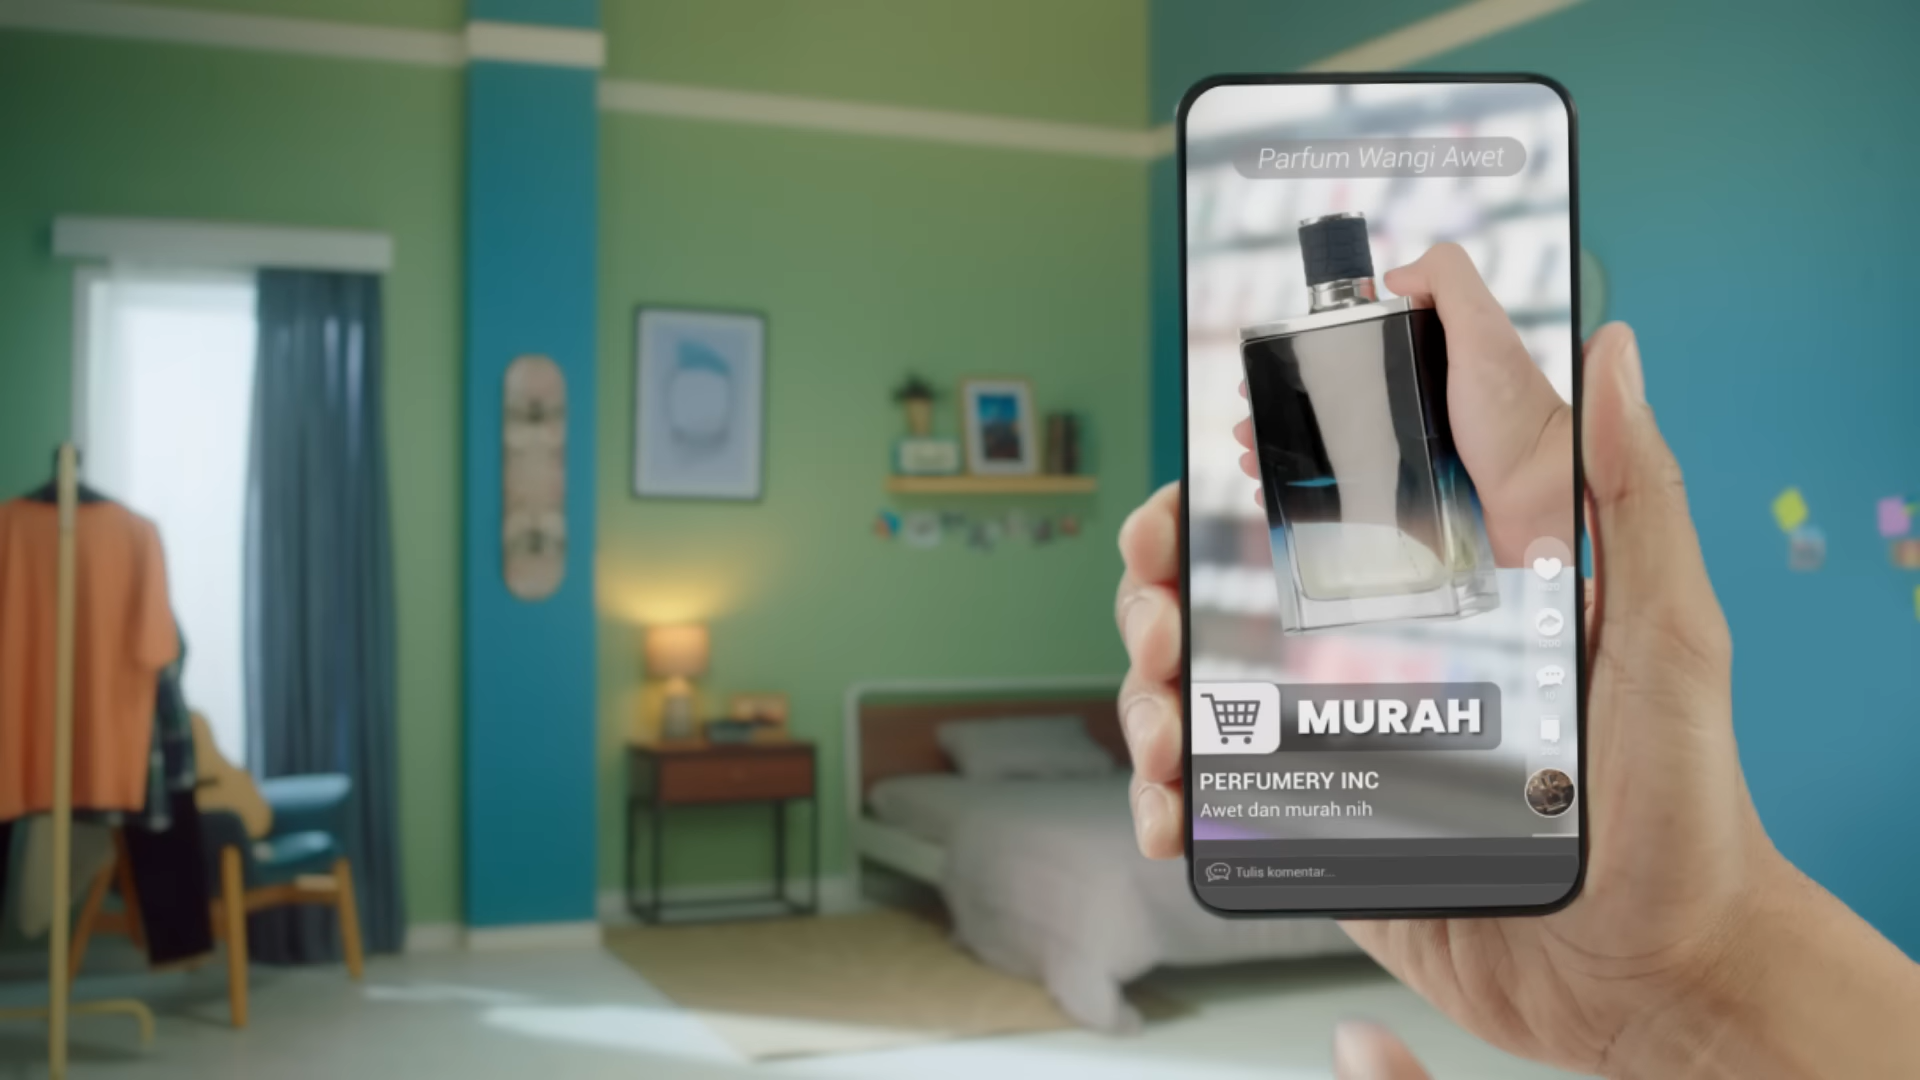 Parfum Wangi Awet
MURAH
PERFUMERY INC
Awet dan murah nih
Tulis komentar...